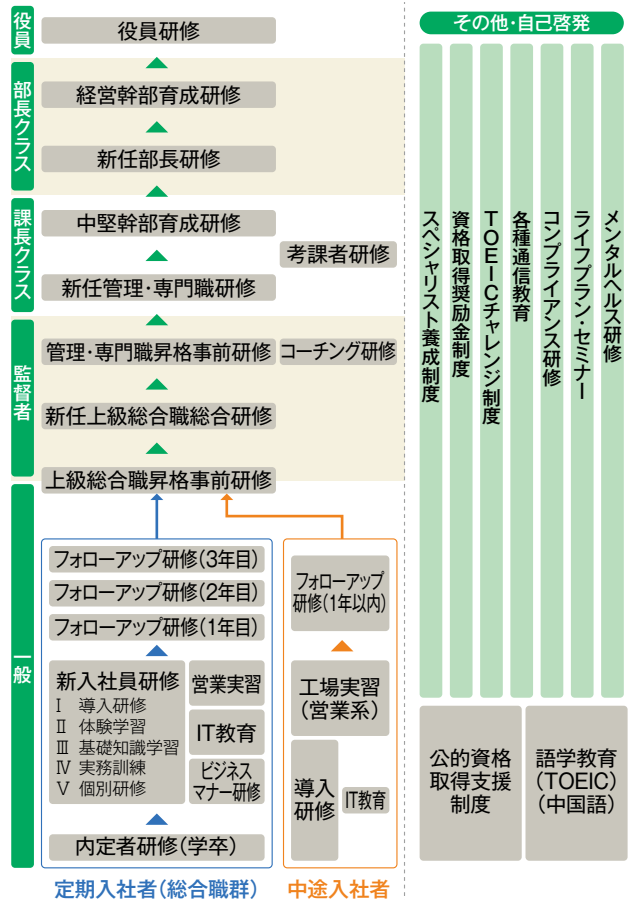 役員
役員研修
部長クラス
経営幹部育成研修
新任部長研修
課長クラス
中堅幹部育成研修
考課者研修
新任管理・専門職研修
監督者
管理・専門職昇格事前研修
コーチング研修
新任上級総合職総合研修
上級総合職昇格事前研修
一般
フォローアップ研修(3年目)
フォローアップ研修(2年目)
フォローアップ研修(1年目)
新入社員研修
Ⅰ 導入研修
Ⅱ 体験学習
Ⅲ 基礎知識学習
Ⅳ 実務訓練
Ⅴ 個別研修
営業実習
IT教育
ビジネス
マナー研修
内定者研修(学卒)
定期入社者(総合職群)
フォローアップ
研修(1年以内)
工場実習
(営業系)
導入
研修
IT教育
中途入社者
その他・自己啓発
スペシャリスト養成制度
資格取得奨励金制度
TOEICチャレンジ制度
各種通信教育
コンプライアンス研修
ライフプラン・セミナー
メンタルヘルス研修
公的資格
取得支援
制度
語学教育
(TOEIC)
(中国語)